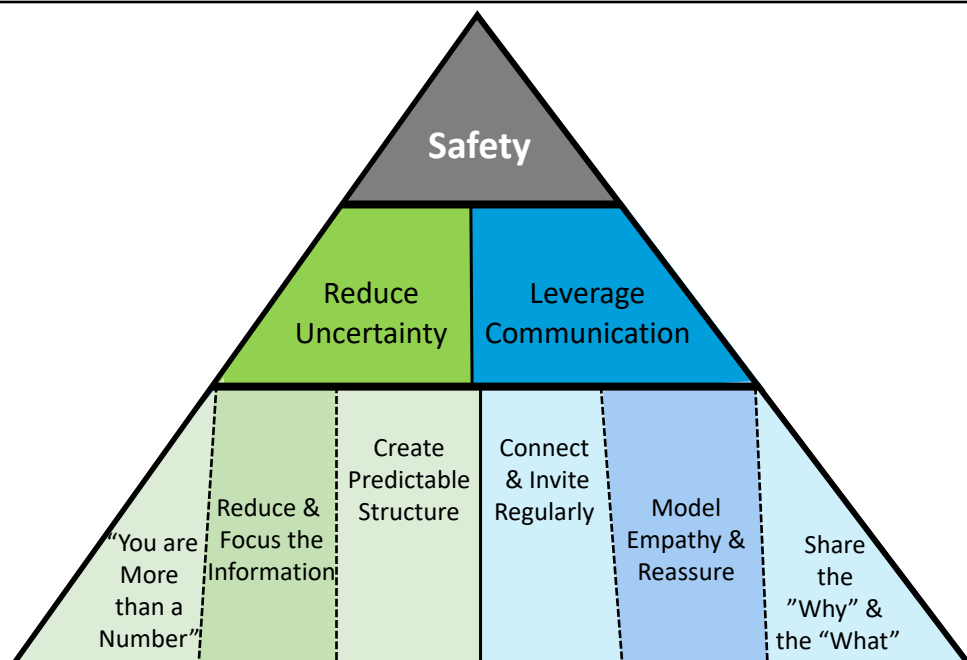 Safety
Reduce
Uncertainty
Leverage
Communication
“You are
More
than a
Number”
Reduce &
Focus the
Information
Create
Predictable
Structure
Connect
& Invite
Regularly
Model
Empathy &
Reassure
Share
the
”Why” &
the “What”